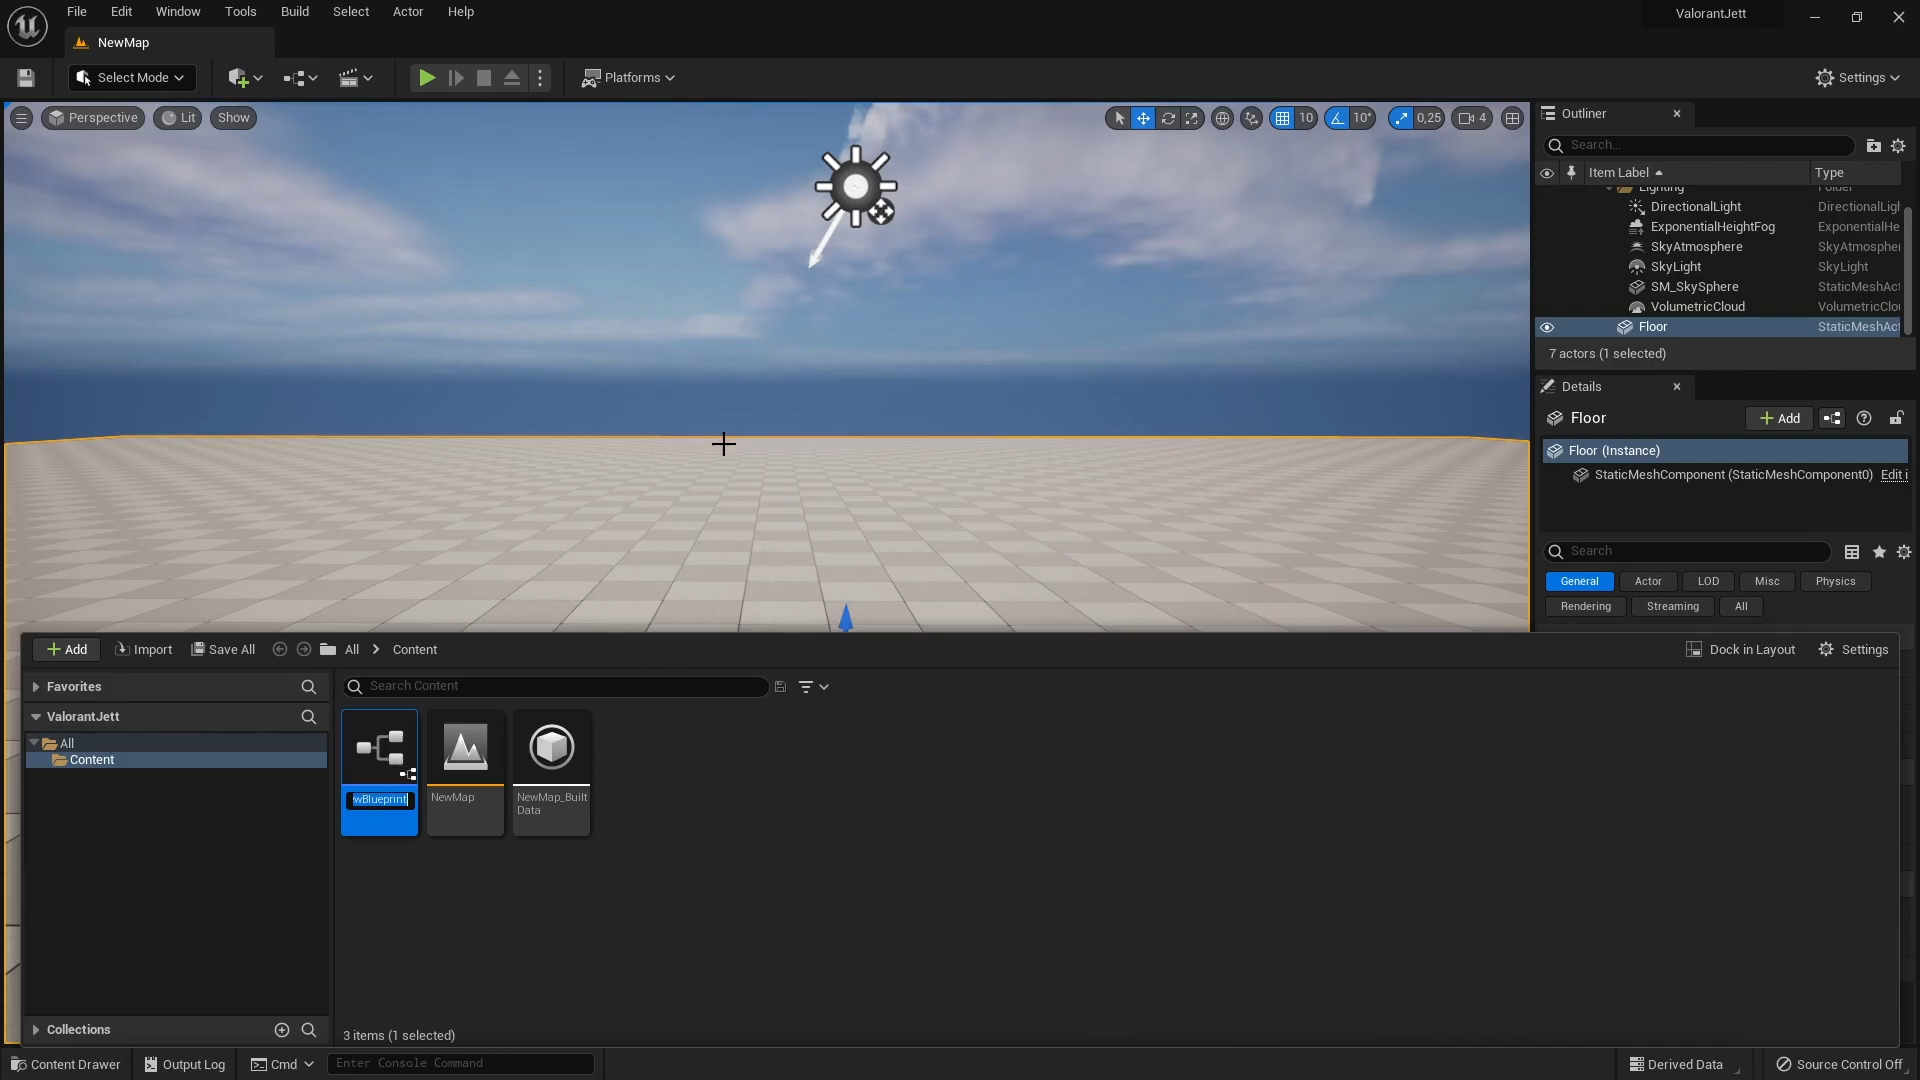 File Edit Window Tools Build Select Actor Help
ValorantJett
NewMap
Select Mode
Platforms
Settings
Perspective Lit Show
10 10° 0,25 4
Outliner
Search...
Item Label Type
Lighting Folder
DirectionalLight DirectionalLigh
ExponentialHeightFog ExponentialHe
SkyAtmosphere SkyAtmospher
SkyLight SkyLight
SM_SkySphere StaticMeshAct
VolumetricCloud VolumetricClou
Floor StaticMeshAct
7 actors (1 selected)
Details
Floor
Add
Floor (Instance)
StaticMeshComponent (StaticMeshComponent0) Edit i
Search
General Actor LOD Misc Physics
Rendering Streaming All
Add Import Save All All Content
Dock in Layout Settings
Favorites
ValorantJett
All
Content
Collections
Search Content
wBlueprint
NewMap
NewMap_Built
Data
3 items (1 selected)
Content Drawer Output Log Cmd Enter Console Command
Derived Data Source Control Off